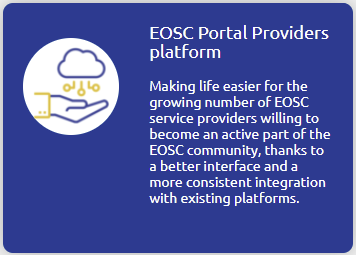 EOSC Portal Providers
platform
Making life easier for the
growing number of EOSC
service providers willing to
become an active part of the
EOSC community, thanks to
a better interface and a
more consistent integration
with existing platforms.